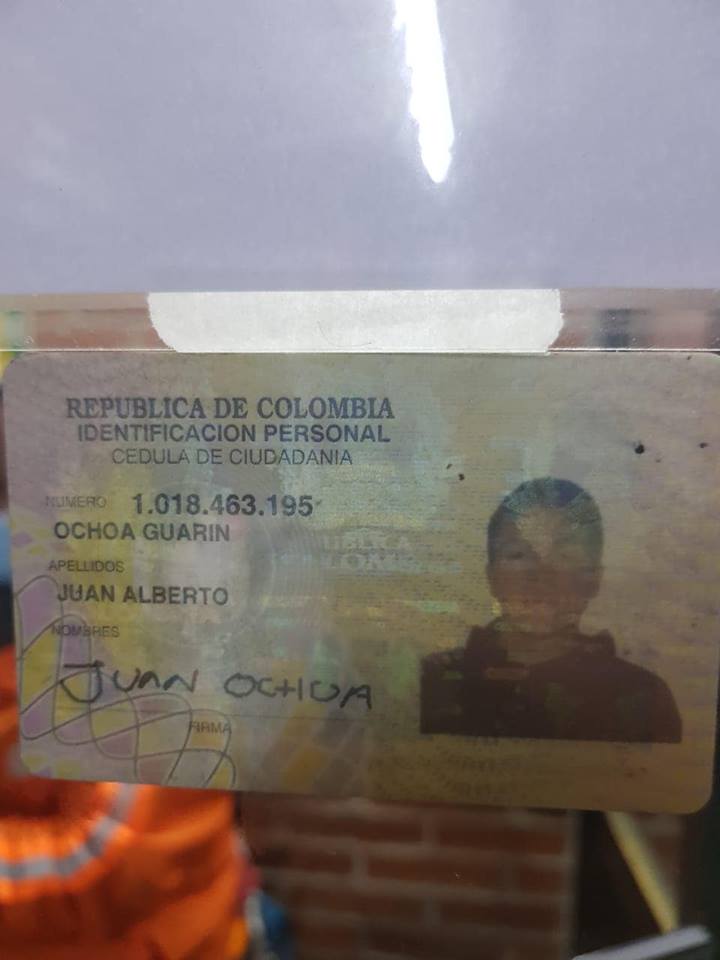 REPUBLICA DE COLOMBIA
IDENTIFICACION PERSONAL
CEDULA DE CIUDADANIA
NUMERO 1.018.463.195
OCHOA GUARIN
APELLIDOS
JUAN ALBERTO
NOMBRES
JUAN OCHOA
FIRMA